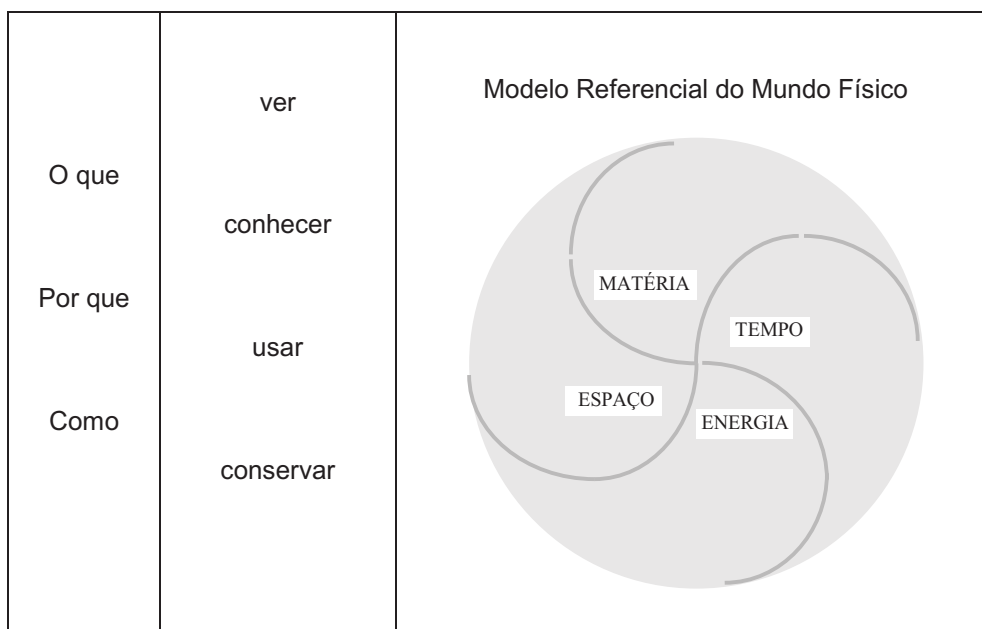 O que
Por que
Como
ver
conhecer
usar
conservar
Modelo Referencial do Mundo Físico
MATÉRIA
TEMPO
ESPAÇO
ENERGIA